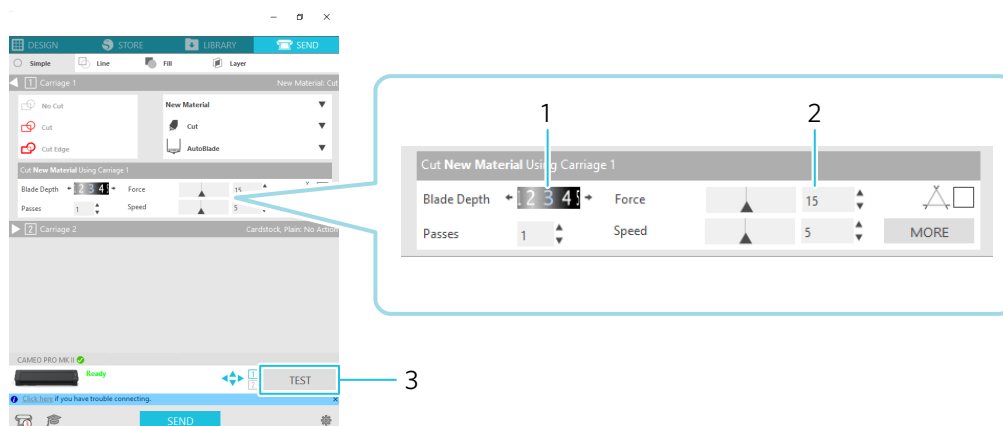 DESIGN STORE LIBRARY SEND
Simple Line Fill Layer
1 Carriage 1 New Material: Cut
No Cut New Material
Cut Cut
Cut Edge AutoBlade
Cut New Material Using Carriage 1
Blade Depth 2 3 4 Force 15
Passes 1 Speed 5
2 Carriage 2 Cardstock, Plain: No Action
CAMEO PRO MK II
Ready
1
2
TEST
Click here if you have trouble connecting.
SEND
1 2
Cut New Material Using Carriage 1
Blade Depth 1 2 3 4 5 Force 15
Passes 1 Speed 5 MORE
3